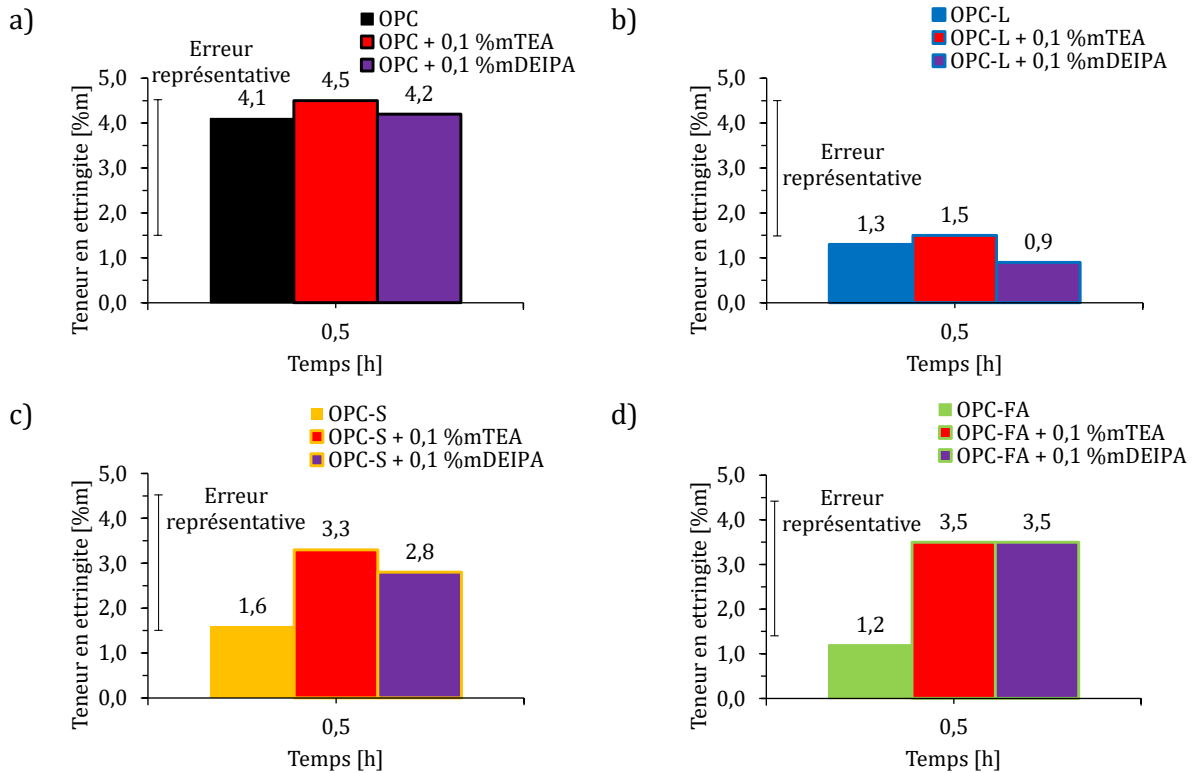 a)
OPC
OPC + 0,1 %mTEA
OPC + 0,1 %mDEIPA
Erreur
représentative
Teneur en ettringite [%m]
5,0
4,0
3,0
2,0
1,0
0,0
4,1
4,5
4,2
0,5
Temps [h]
b)
OPC-L
OPC-L + 0,1 %mTEA
OPC-L + 0,1 %mDEIPA
Erreur
représentative
Teneur en ettringite [%m]
5,0
4,0
3,0
2,0
1,0
0,0
1,3
1,5
0,9
0,5
Temps [h]
c)
OPC-S
OPC-S + 0,1 %mTEA
OPC-S + 0,1 %mDEIPA
Erreur
représentative
Teneur en ettringite [%m]
5,0
4,0
3,0
2,0
1,0
0,0
1,6
3,3
2,8
0,5
Temps [h]
d)
OPC-FA
OPC-FA + 0,1 %mTEA
OPC-FA + 0,1 %mDEIPA
Erreur
représentative
Teneur en ettringite [%m]
5,0
4,0
3,0
2,0
1,0
0,0
1,2
3,5
3,5
0,5
Temps [h]